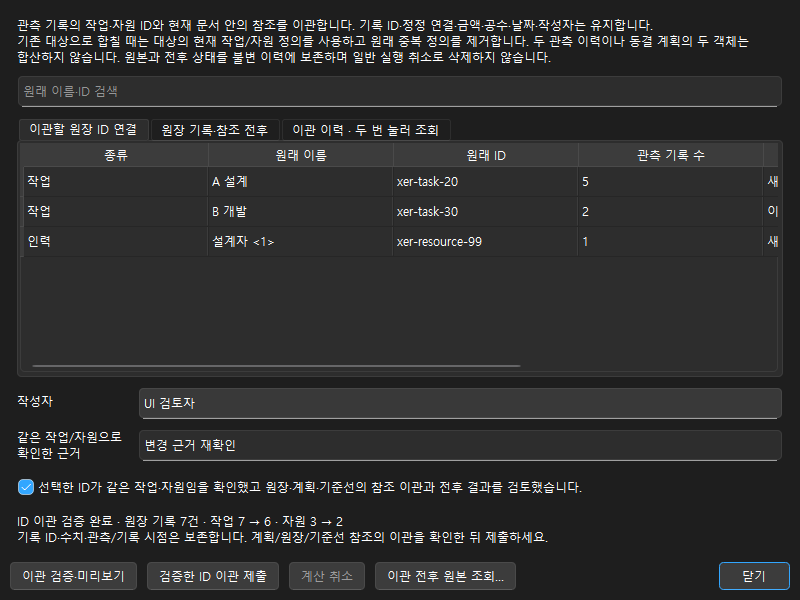 관측 기록의 작업·자원 ID와 현재 문서 안의 참조를 이관합니다. 기록 ID·정정 연결·금액·공수·날짜·작성자는 유지합니다.
기존 대상으로 합칠 때는 대상의 현재 작업/자원 정의를 사용하고 원래 중복 정의를 제거합니다. 두 관측 이력이나 동결 계획의 두 객체는
합산하지 않습니다. 원본과 전후 상태를 불변 이력에 보존하며 일반 실행 취소로 삭제하지 않습니다.
원래 이름·ID 검색
이관할 원장 ID 연결 원장 기록·참조 전후 이관 이력 · 두 번 눌러 조회
종류 원래 이름 원래 ID 관측 기록 수
작업 A 설계 xer-task-20 5 새
작업 B 개발 xer-task-30 2 이
인력 설계자 <1> xer-resource-99 1 새
작성자 UI 검토자
같은 작업/자원으로
확인한 근거 변경 근거 재확인
선택한 ID가 같은 작업·자원임을 확인했고 원장·계획·기준선의 참조 이관과 전후 결과를 검토했습니다.
ID 이관 검증 완료 · 원장 기록 7건 · 작업 7 → 6 · 자원 3 → 2
기록 ID·수치·관측/기록 시점은 보존합니다. 계획/원장/기준선 참조의 이관을 확인한 뒤 제출하세요.
이관 검증·미리보기 검증한 ID 이관 제출 계산 취소 이관 전후 원본 조회... 닫기